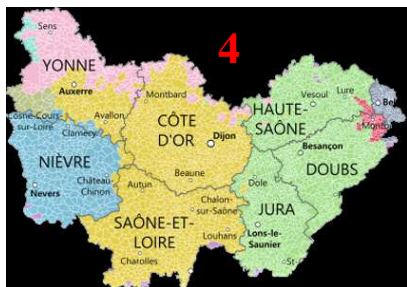 4
Sens
YONNE
Auxerre
Montbard
Vesoul
Lure
Bel
HAUTE-
SAÔNE
Avallon
CÔTE
D'OR
Cosne-Cours-
sur-Loire
Clamecy
Dijon
Besançon
NIÈVRE
DOUBS
Beaune
Château
Chinon
Autun
Dole
Nevers
Chalon-
sur-Saône
JURA
SAÔNE-ET-
LOIRE
Louhans
Lons-le-
Saunier
Charolles
St-C